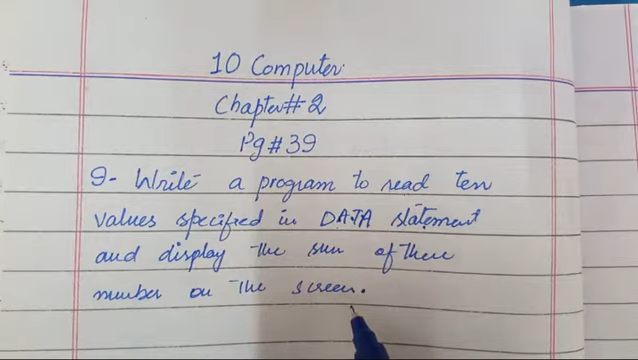 10 Computer
Chapter#2
Pg#39
9- Write a program to read ten
values specified in DATA statement
and display the sum of these
number on the screen.